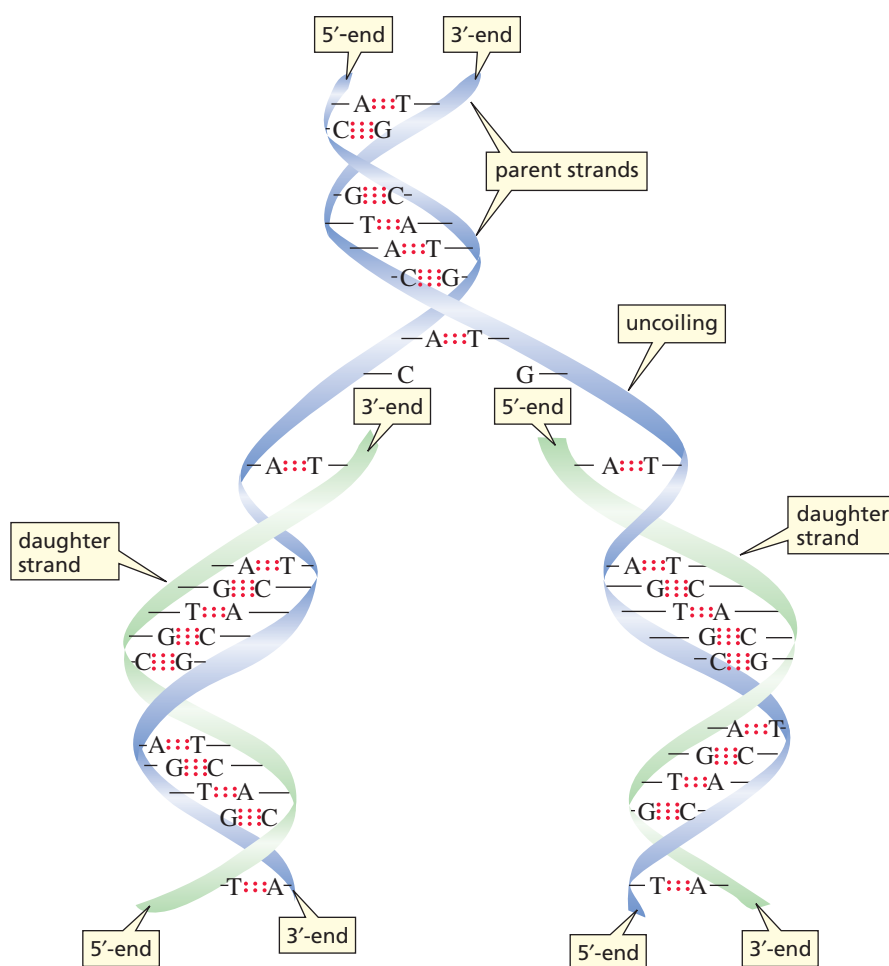 5′-end 3′-end
A T
C G
parent strands
G C
T A
A T
C G
uncoiling
A T
C G
3′-end 5′-end
A T A T
daughter
strand
daughter
strand
A T A T
G C G C
T A T A
G C G C
C G C G
A T A T
G C G C
T A T A
G C G C
T A T A
5′-end 3′-end 5′-end 3′-end